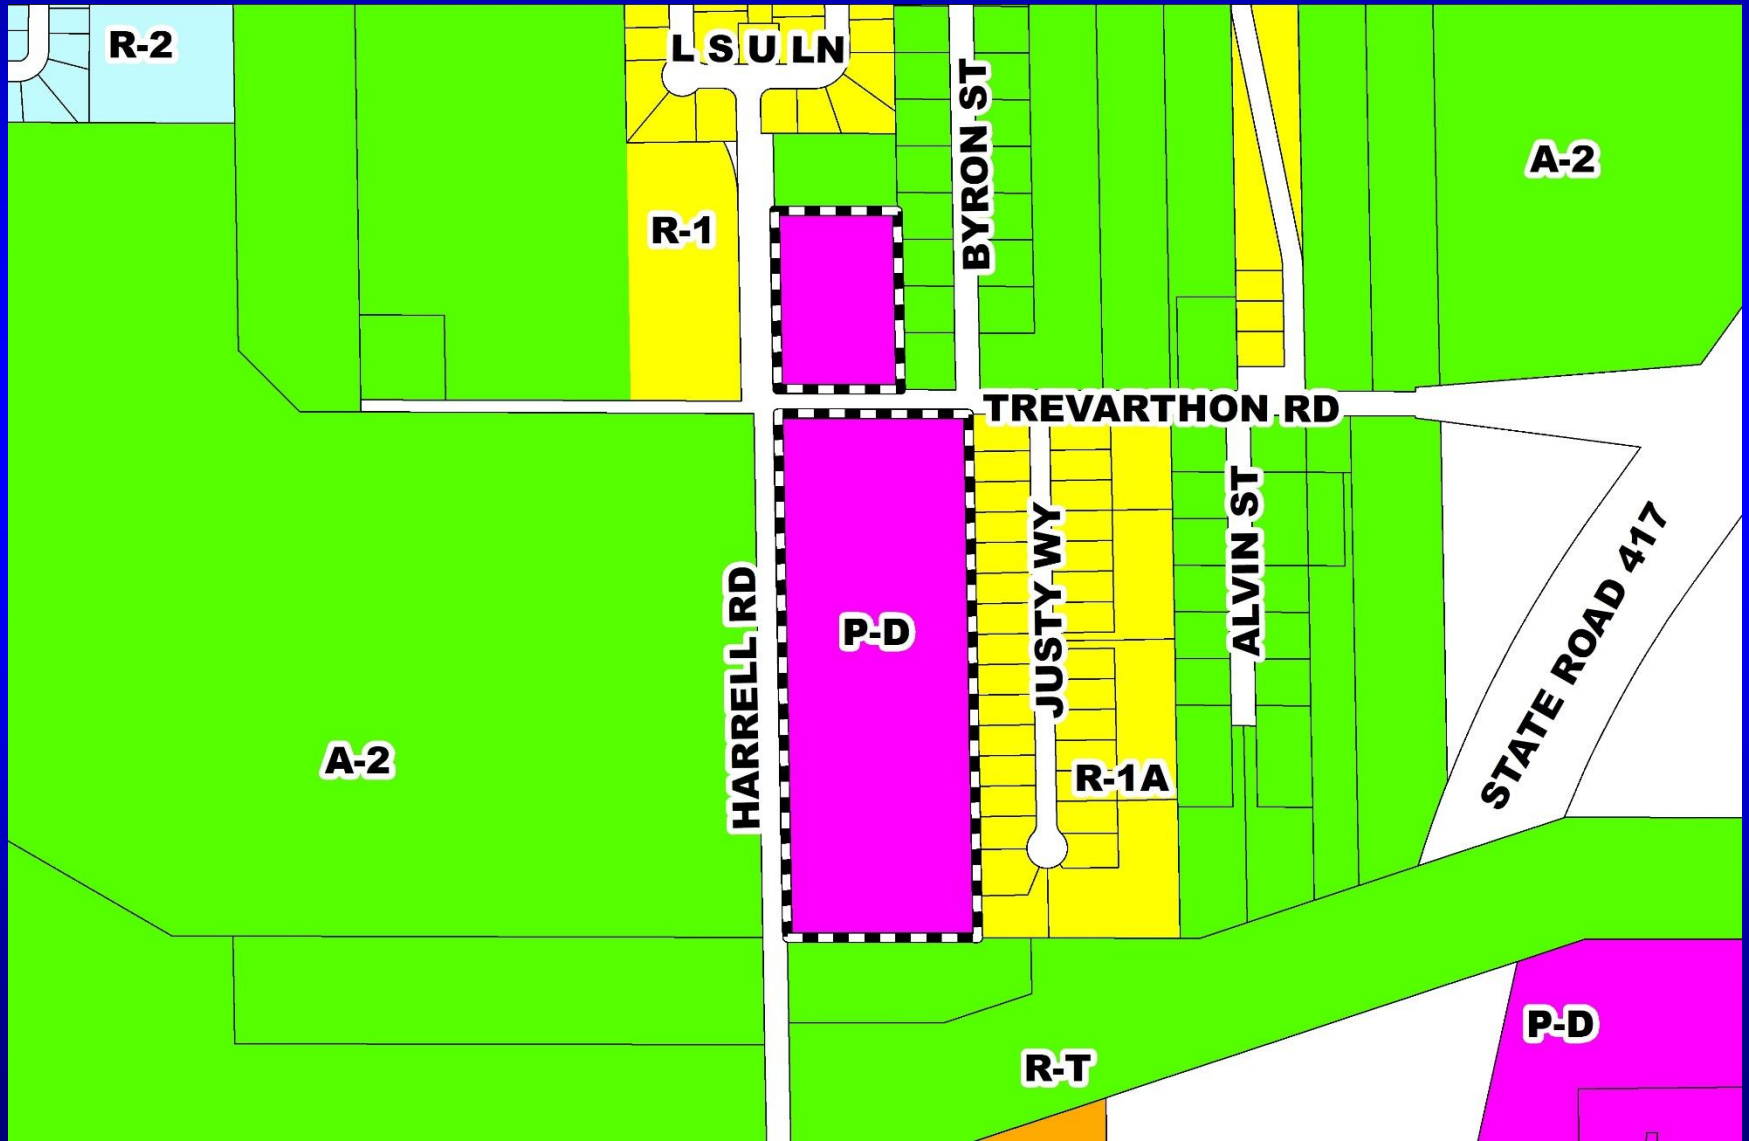 R-2
L S U LN
BYRON ST
A-2
R-1
TREVARTHON RD
JUSTY WY
ALVIN ST
STATE ROAD 417
HARRELL RD
P-D
A-2
R-1A
P-D
R-T